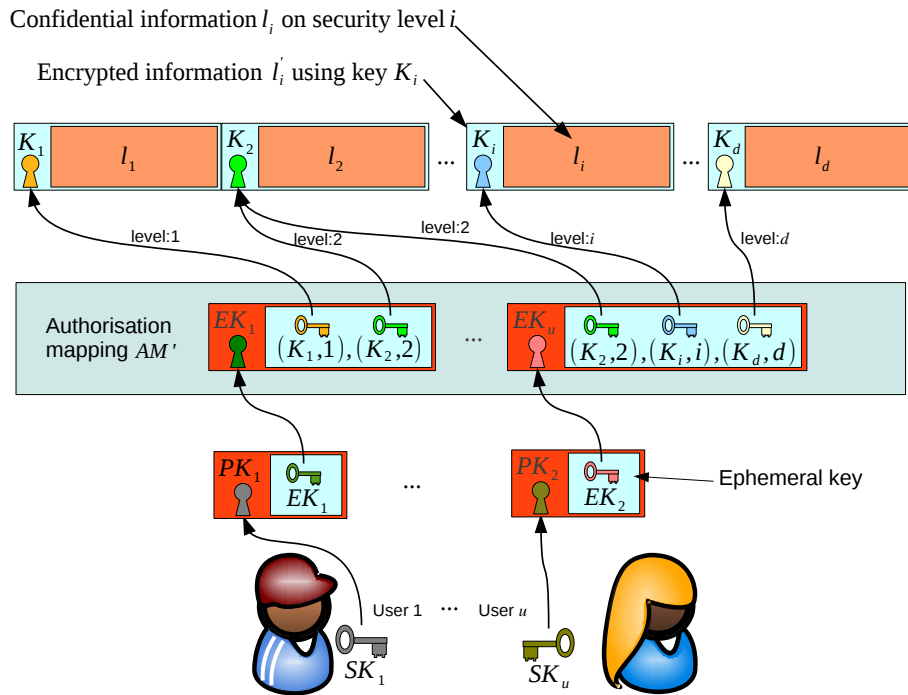 Confidential information l_i on security level i
Encrypted information l_i' using key K_i
K_1 l_1 K_2 l_2 ... K_i l_i ... K_d l_d
level:1 level:2 level:2 level:i level:d
Authorisation
mapping AM'
EK_1 (K_1,1),(K_2,2) ... EK_u (K_2,2),(K_i,i),(K_d,d)
PK_1 EK_1 ... PK_2 EK_2
Ephemeral key
User 1 ... User u
SK_1 SK_u